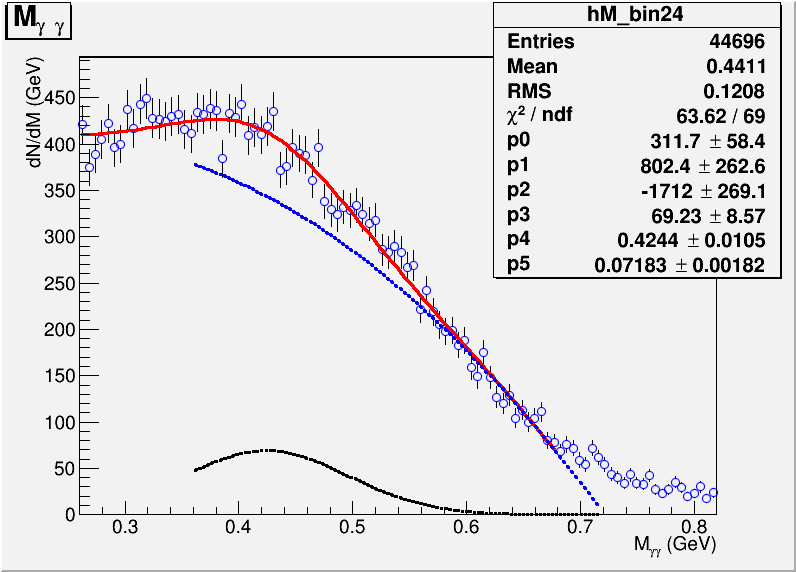 Mγ γ
hM_bin24
Entries 44696
Mean 0.4411
RMS 0.1208
χ² / ndf 63.62 / 69
p0 311.7 ± 58.4
p1 802.4 ± 262.6
p2 -1712 ± 269.1
p3 69.23 ± 8.57
p4 0.4244 ± 0.0105
p5 0.07183 ± 0.00182
dN/dM (GeV)
450
400
350
300
250
200
150
100
50
0
0.3 0.4 0.5 0.6 0.7 0.8
Mγγ (GeV)